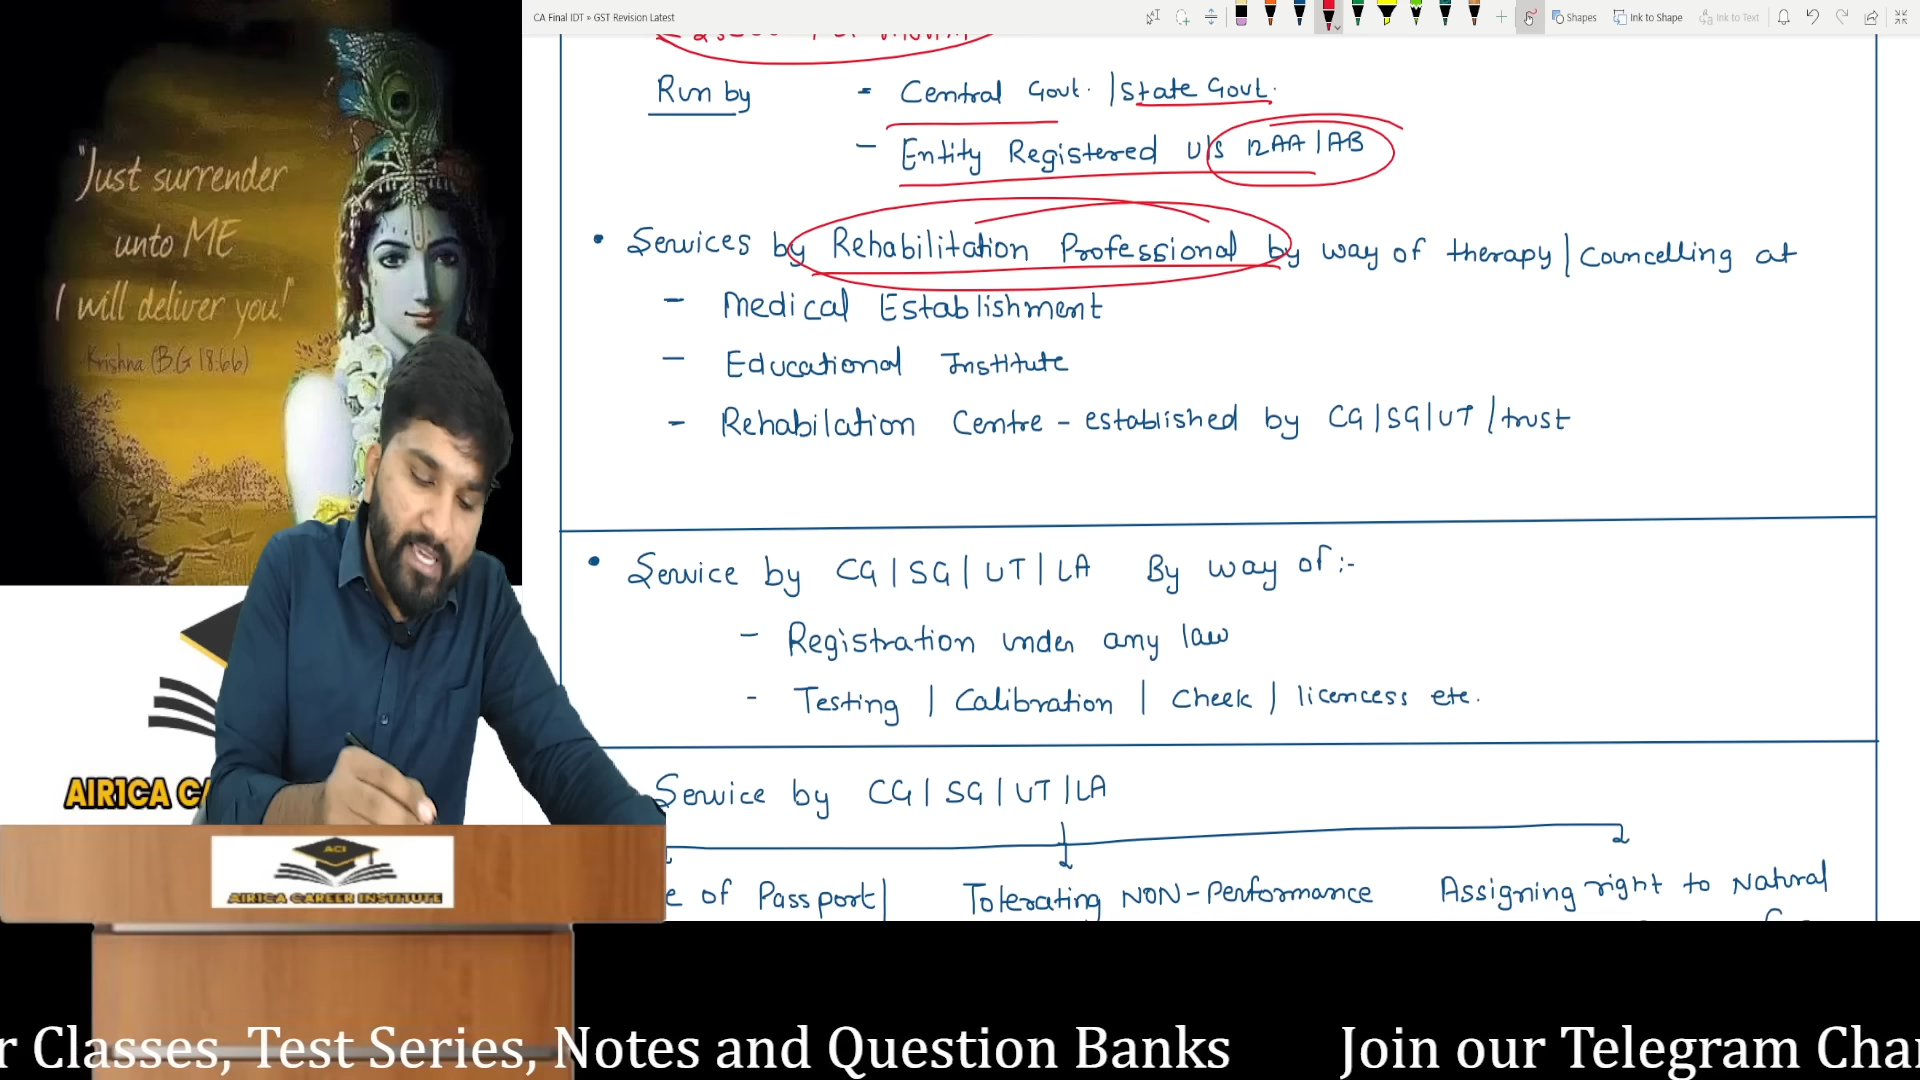 CA Final IDT » GST Revision Latest
Shapes
Ink to Shape
Ink to Text
Run by - Central Govt. | State Govt.
- Entity Registered u/s 12AA | AB
• Services by Rehabilitation Professional by way of therapy | Councelling at
- Medical Establishment
- Educational Institute
- Rehabilation Centre - established by CG | SG | UT | trust
• Service by CG | SG | UT | LA By way of :-
- Registration under any law
- Testing | Calibration | Check | licencess etc.
Service by CG | SG | UT | LA
e of Passport | Tolerating NON-Performance Assigning right to Natural
"Just surrender
unto ME
I will deliver you!"
-Krishna (B.G 18:66)
AIR1CA CA
ACI
AIR1CA CAREER INSTITUTE
r Classes, Test Series, Notes and Question Banks Join our Telegram Cha